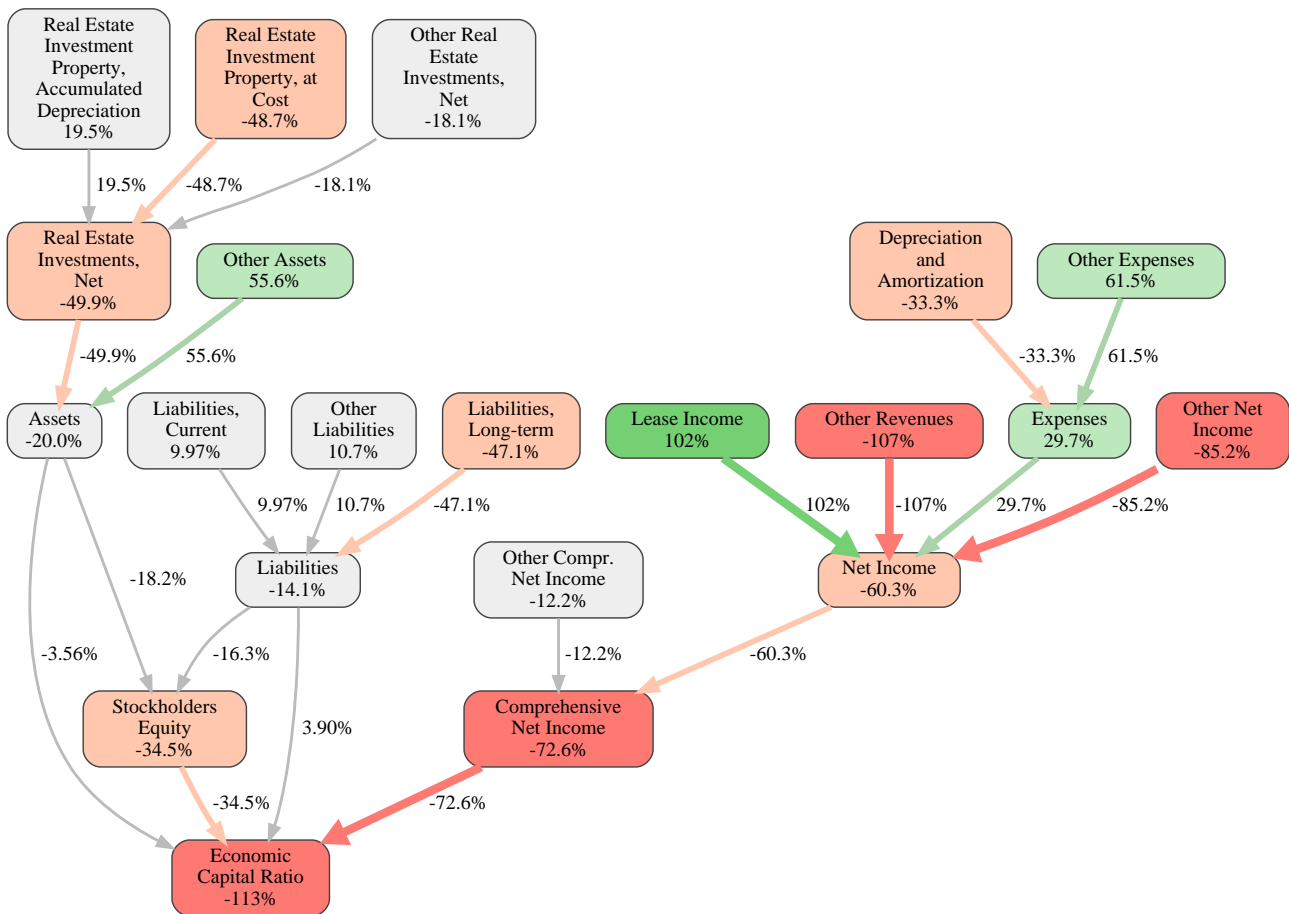 Real Estate
Investment
Property,
Accumulated
Depreciation
19.5%
Real Estate
Investment
Property, at
Cost
-48.7%
Other Real
Estate
Investments,
Net
-18.1%
19.5%
-48.7%
-18.1%
Real Estate
Investments,
Net
-49.9%
Other Assets
55.6%
Depreciation
and
Amortization
-33.3%
Other Expenses
61.5%
-49.9%
55.6%
-33.3%
61.5%
Assets
-20.0%
Liabilities,
Current
9.97%
Other
Liabilities
10.7%
Liabilities,
Long-term
-47.1%
Lease Income
102%
Other Revenues
-107%
Expenses
29.7%
Other Net
Income
-85.2%
9.97%
10.7%
-47.1%
102%
-107%
29.7%
-85.2%
-18.2%
Liabilities
-14.1%
Other Compr.
Net Income
-12.2%
Net Income
-60.3%
-3.56%
-16.3%
-12.2%
-60.3%
3.90%
Stockholders
Equity
-34.5%
Comprehensive
Net Income
-72.6%
-34.5%
-72.6%
Economic
Capital Ratio
-113%